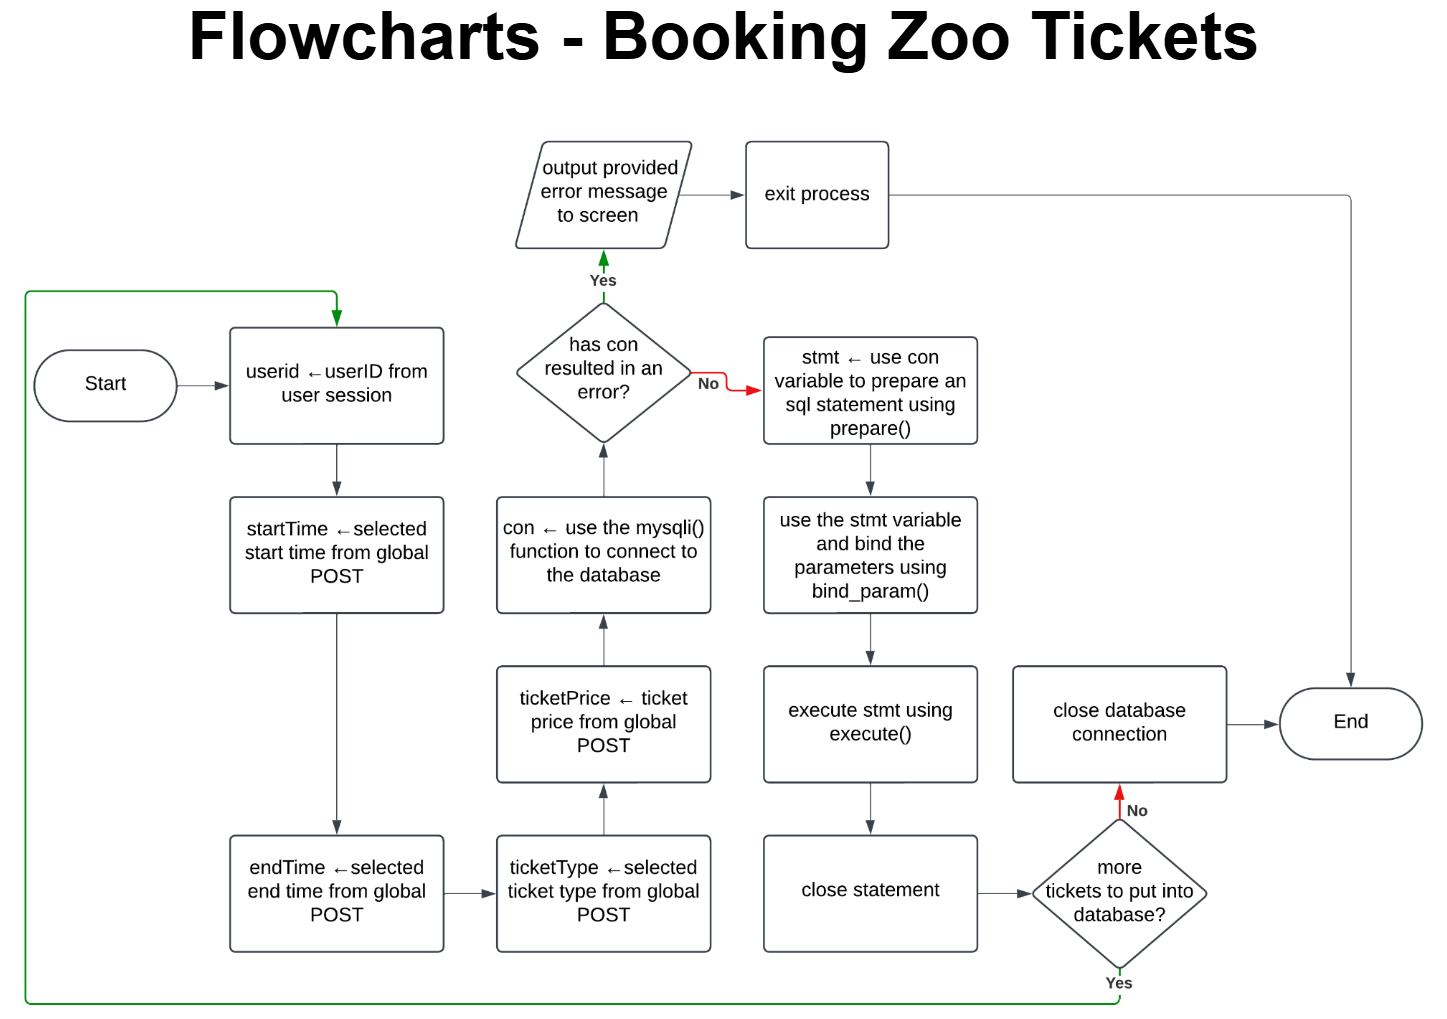 Flowcharts - Booking Zoo Tickets
Start
userid ←userID from
user session
startTime ←selected
start time from global
POST
endTime ←selected
end time from global
POST
ticketType ←selected
ticket type from global
POST
ticketPrice ← ticket
price from global
POST
con ← use the mysqli()
function to connect to
the database
has con
resulted in an
error?
Yes
output provided
error message
to screen
exit process
No
stmt ← use con
variable to prepare an
sql statement using
prepare()
use the stmt variable
and bind the
parameters using
bind_param()
execute stmt using
execute()
close statement
more
tickets to put into
database?
Yes
No
close database
connection
End